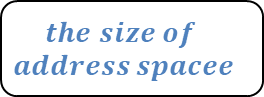 the size of
address spacee